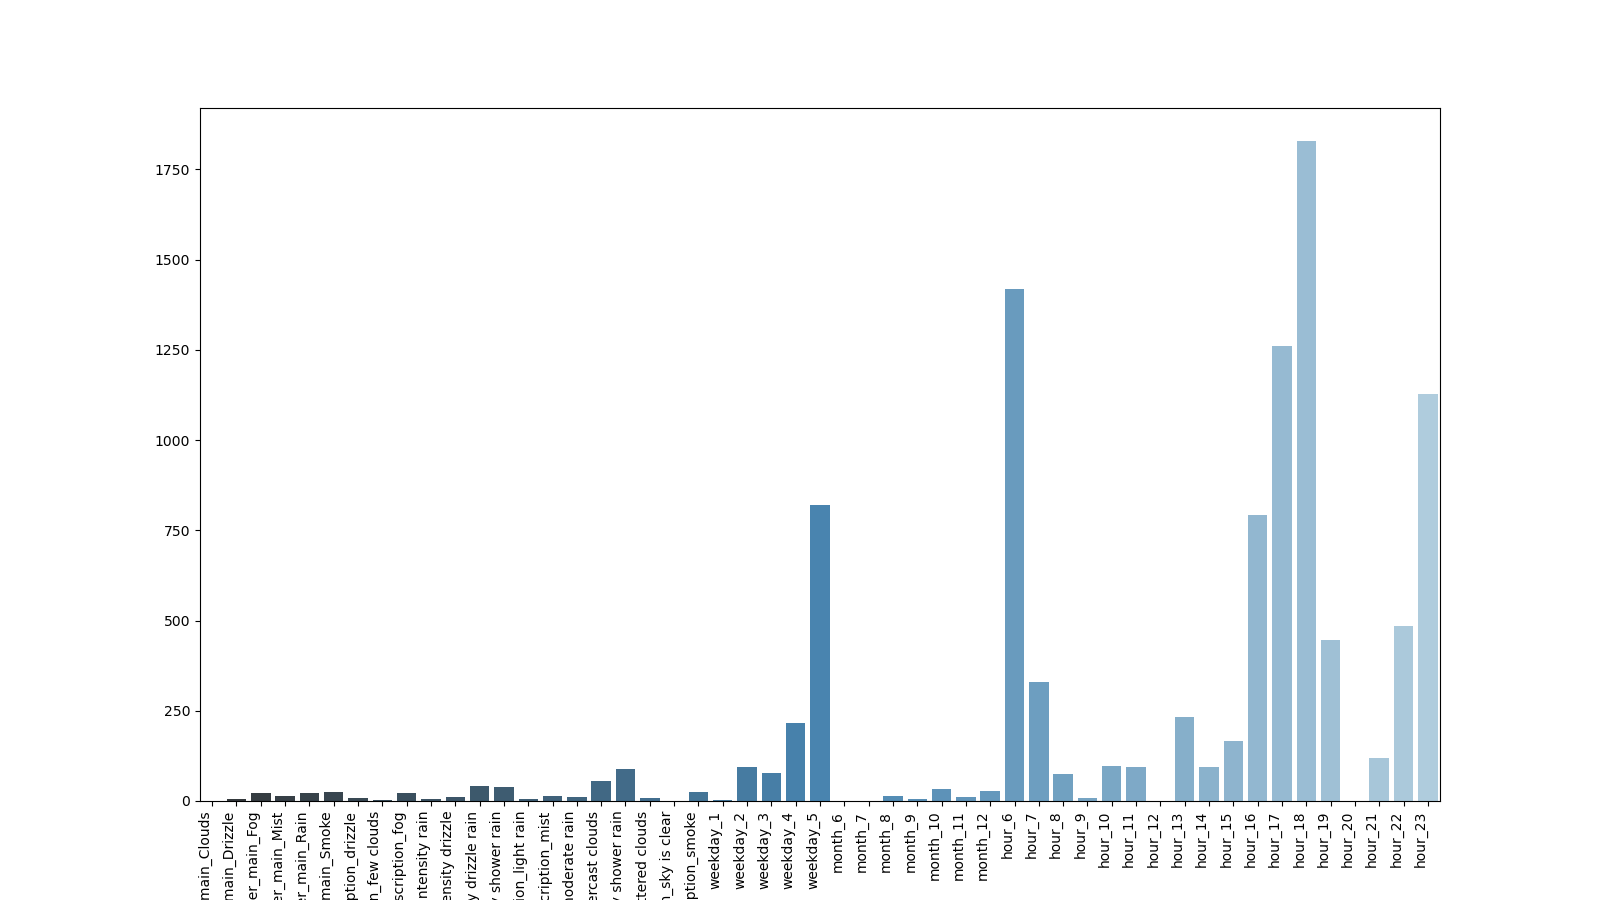 1750
1500
1250
1000
750
500
250
0
main_Clouds
main_Drizzle
er_main_Fog
er_main_Mist
er_main_Rain
main_Smoke
ption_drizzle
n_few clouds
scription_fog
ntensity rain
ensity drizzle
y drizzle rain
y shower rain
ion_light rain
cription_mist
moderate rain
ercast clouds
y shower rain
ttered clouds
n_sky is clear
ption_smoke
weekday_1
weekday_2
weekday_3
weekday_4
weekday_5
month_6
month_7
month_8
month_9
month_10
month_11
month_12
hour_6
hour_7
hour_8
hour_9
hour_10
hour_11
hour_12
hour_13
hour_14
hour_15
hour_16
hour_17
hour_18
hour_19
hour_20
hour_21
hour_22
hour_23